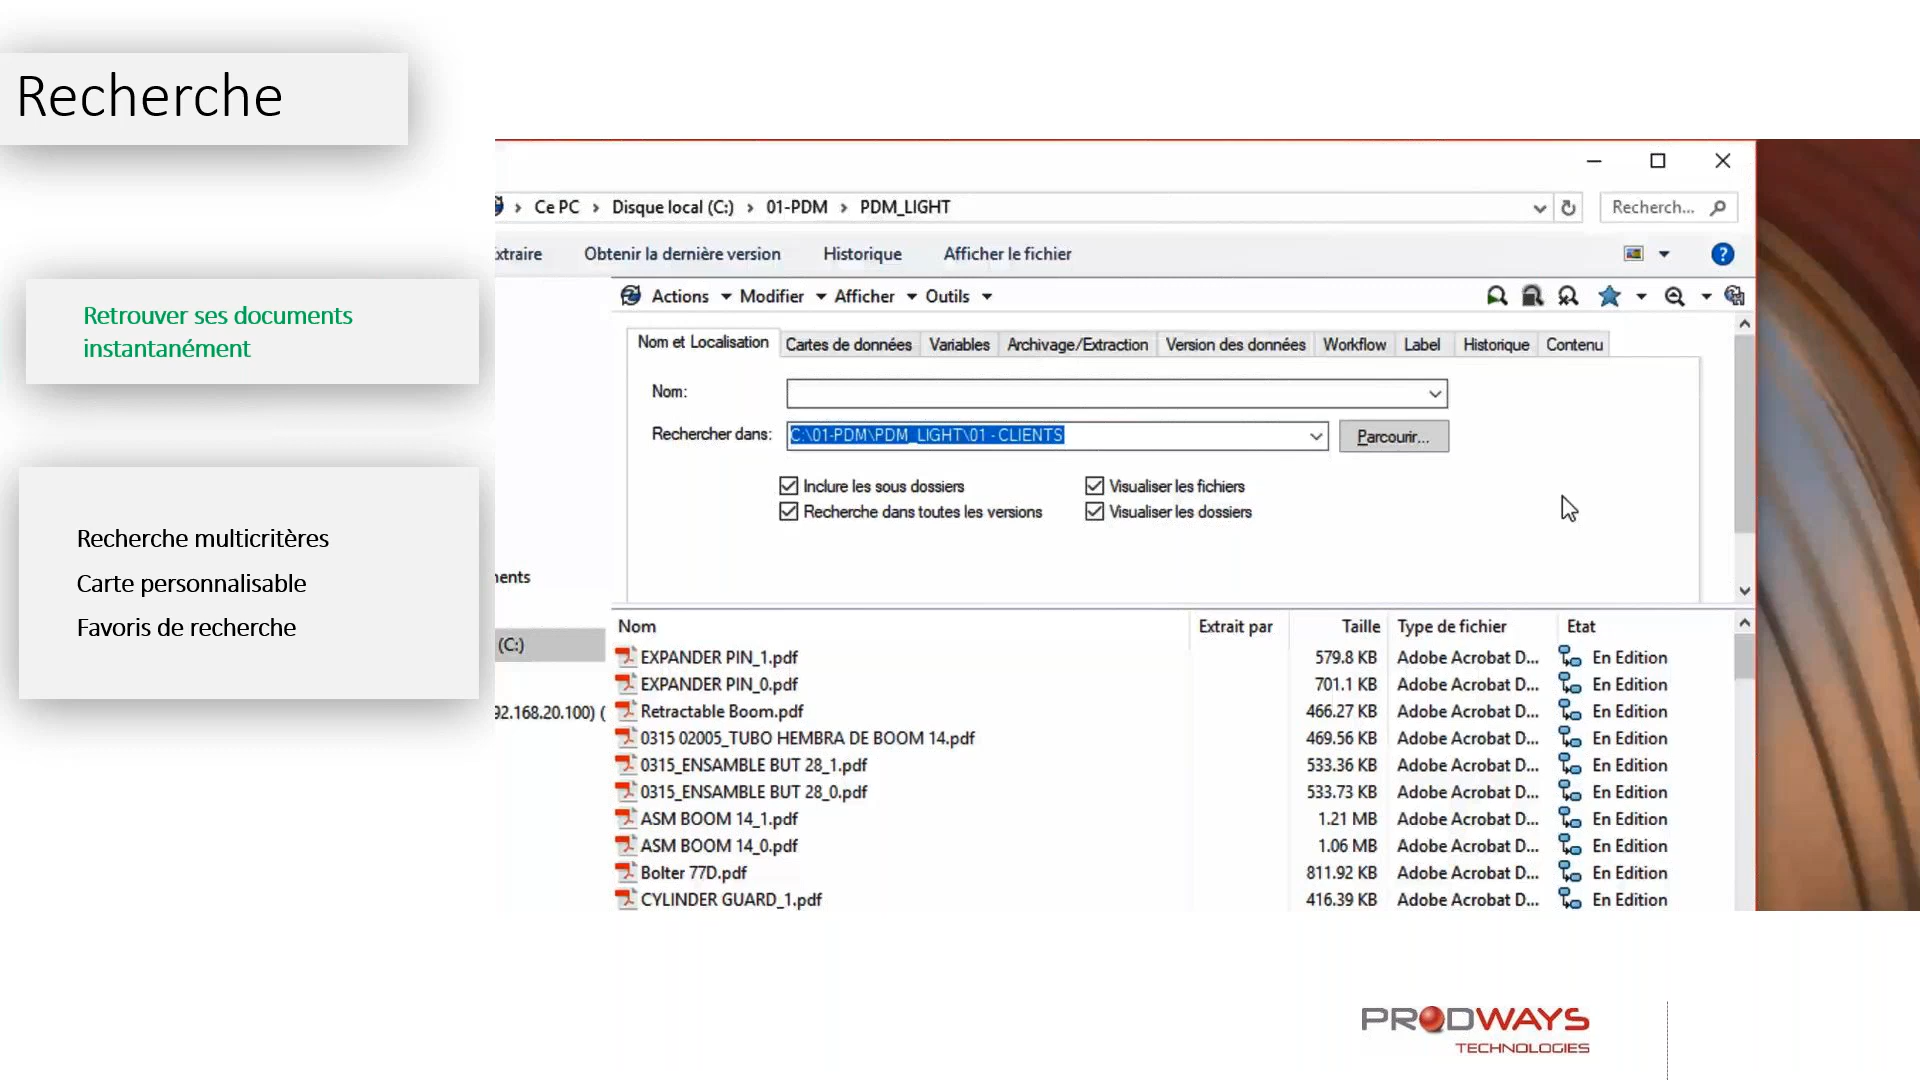 Recherche
Retrouver ses documents
instantanément
Recherche multicritères
Carte personnalisable
Favoris de recherche
Ce PC > Disque local (C:) > 01-PDM > PDM_LIGHT
Recherch...
xtraire Obtenir la dernière version Historique Afficher le fichier
Actions Modifier Afficher Outils
Nom et Localisation Cartes de données Variables Archivage/Extraction Version des données Workflow Label Historique Contenu
Nom:
Rechercher dans: C:\01-PDM\PDM_LIGHT\01 - CLIENTS Parcourir...
Inclure les sous dossiers Visualiser les fichiers
Recherche dans toutes les versions Visualiser les dossiers
ents
(C:)
92.168.20.100) (
Nom Extrait par Taille Type de fichier Etat
EXPANDER PIN_1.pdf 579.8 KB Adobe Acrobat D... En Edition
EXPANDER PIN_0.pdf 701.1 KB Adobe Acrobat D... En Edition
Retractable Boom.pdf 466.27 KB Adobe Acrobat D... En Edition
0315 02005_TUBO HEMBRA DE BOOM 14.pdf 469.56 KB Adobe Acrobat D... En Edition
0315_ENSAMBLE BUT 28_1.pdf 533.36 KB Adobe Acrobat D... En Edition
0315_ENSAMBLE BUT 28_0.pdf 533.73 KB Adobe Acrobat D... En Edition
ASM BOOM 14_1.pdf 1.21 MB Adobe Acrobat D... En Edition
ASM BOOM 14_0.pdf 1.06 MB Adobe Acrobat D... En Edition
Bolter 77D.pdf 811.92 KB Adobe Acrobat D... En Edition
CYLINDER GUARD_1.pdf 416.39 KB Adobe Acrobat D... En Edition
PRODWAYS
TECHNOLOGIES